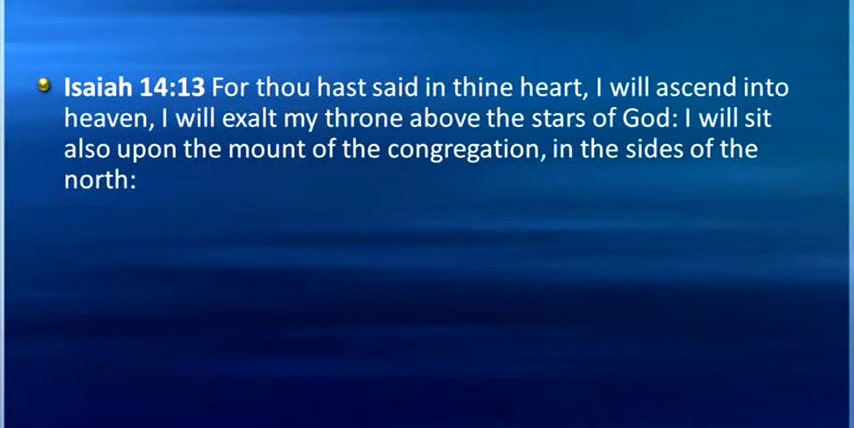 Isaiah 14:13 For thou hast said in thine heart, I will ascend into
heaven, I will exalt my throne above the stars of God: I will sit
also upon the mount of the congregation, in the sides of the
north: